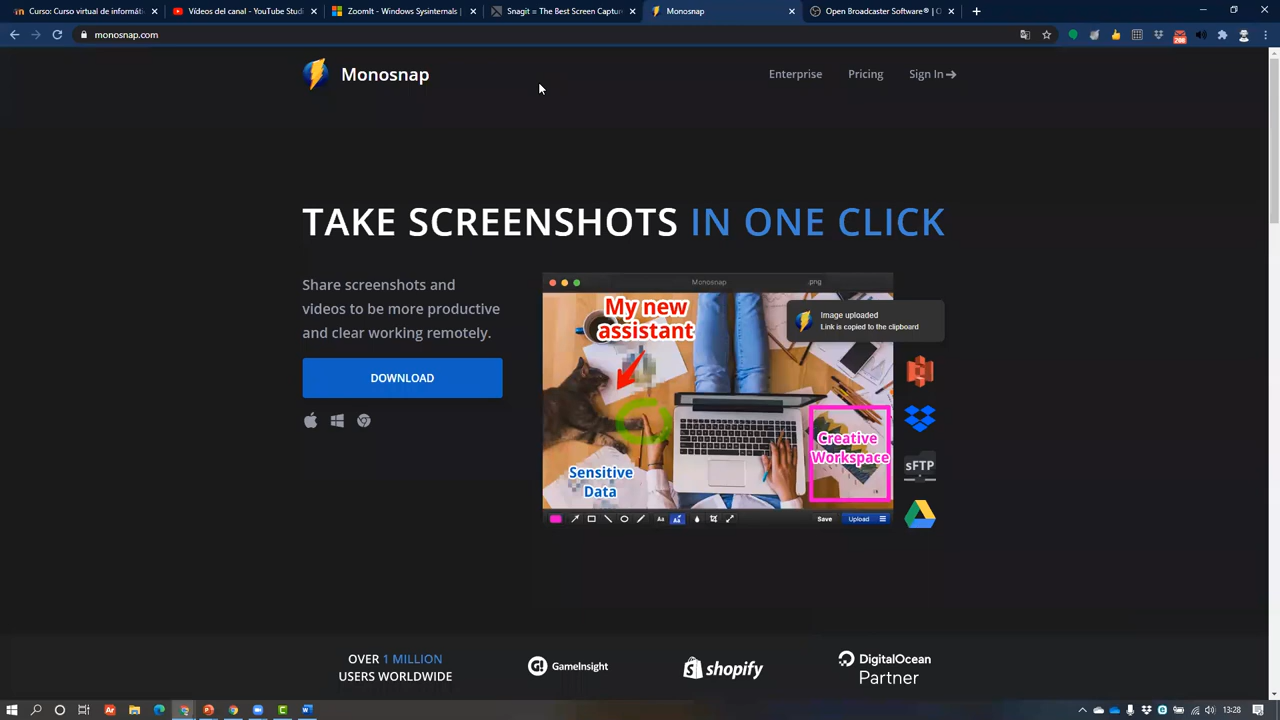 Curso: Curso virtual de informáti
Vídeos del canal - YouTube Studi
ZoomIt - Windows Sysinternals |
Snagit = The Best Screen Captur
Monosnap
Open Broadcaster Software® | O
monosnap.com
206
Monosnap
Enterprise
Pricing
Sign In
TAKE SCREENSHOTS IN ONE CLICK
Share screenshots and
videos to be more productive
and clear working remotely.
DOWNLOAD
Monosnap
.png
My new
assistant
Image uploaded
Link is copied to the clipboard
Creative
Workspace
Sensitive
Data
sFTP
Aa
Save
Upload
OVER 1 MILLION
USERS WORLDWIDE
GameInsight
shopify
DigitalOcean
Partner
13:28